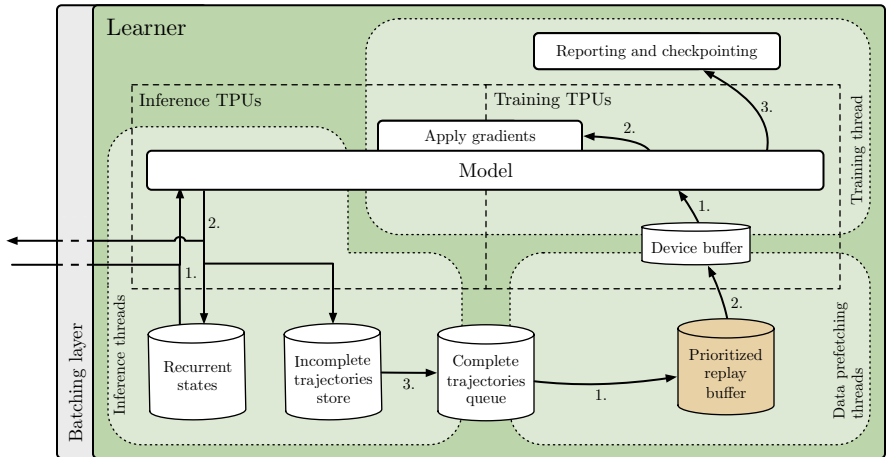 Learner
Reporting and checkpointing
Inference TPUs
Training TPUs
3.
Apply gradients
2.
Training thread
Model
1.
2.
Device buffer
1.
2.
Batching layer
Inference threads
Recurrent
states
Incomplete
trajectories
store
3.
Complete
trajectories
queue
1.
Prioritized
replay
buffer
Data prefetching
threads